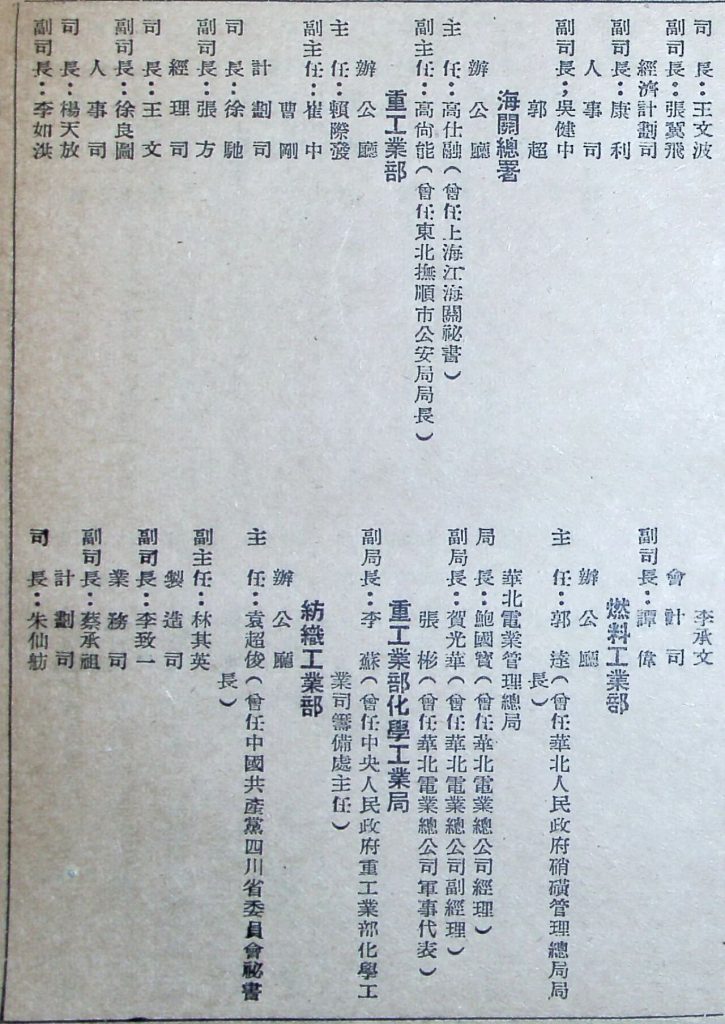 司　長：王文波
副司長：張翼飛
經濟計劃司
副司長：康利
人事司
副司長：吳健中
郭超
海關總署
辦公廳
主　任：高仕融（曾任上海江海關祕書）
副主任：高尙能（曾任東北撫順市公安局局長）
重工業部
辦公廳
主　任：賴際發
副主任：崔中
曹剛
計劃司
司　長：徐馳
副司長：張方
經理司
司　長：王文
副司長：徐良圖
人事司
司　長：楊天放
副司長：李如洪
李承文
會計司
副司長：譚偉
燃料工業部
辦公廳
主　任：郭達（曾任華北人民政府硝磺管理總局局
長）
華北電業管理總局
局　長：鮑國寶（曾任華北電業總公司經理）
副局長：賀光華（曾任華北電業總公司副經理）
張彬（曾任華北電業總公司軍事代表）
重工業部化學工業局
副局長：李蘇（曾任中央人民政府重工業部化學工
業司籌備處主任）
紡織工業部
辦公廳
主　任：袁超俊（曾任中國共產黨四川省委員會祕書
長）
副主任：林其英
製造司
副司長：李致一
業務司
副司長：蔡承祖
計劃司
司　長：朱仙舫